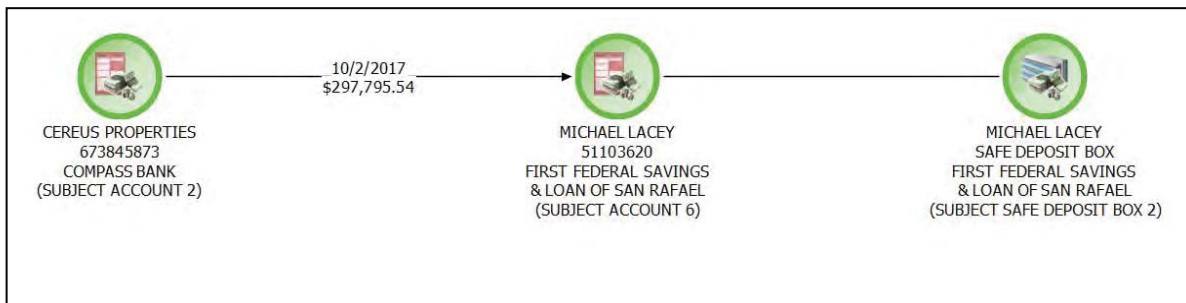 10/2/2017
$297,795.54
CEREUS PROPERTIES
673845873
COMPASS BANK
(SUBJECT ACCOUNT 2)
MICHAEL LACEY
51103620
FIRST FEDERAL SAVINGS
& LOAN OF SAN RAFAEL
(SUBJECT ACCOUNT 6)
MICHAEL LACEY
SAFE DEPOSIT BOX
FIRST FEDERAL SAVINGS
& LOAN OF SAN RAFAEL
(SUBJECT SAFE DEPOSIT BOX 2)